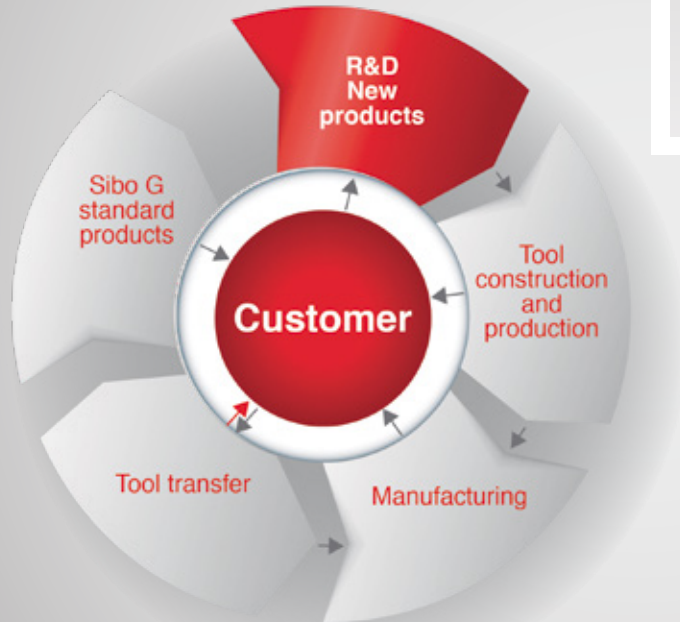 R&D
New
products
Sibo G
standard
products
Tool
construction
and
production
Customer
Tool transfer
Manufacturing